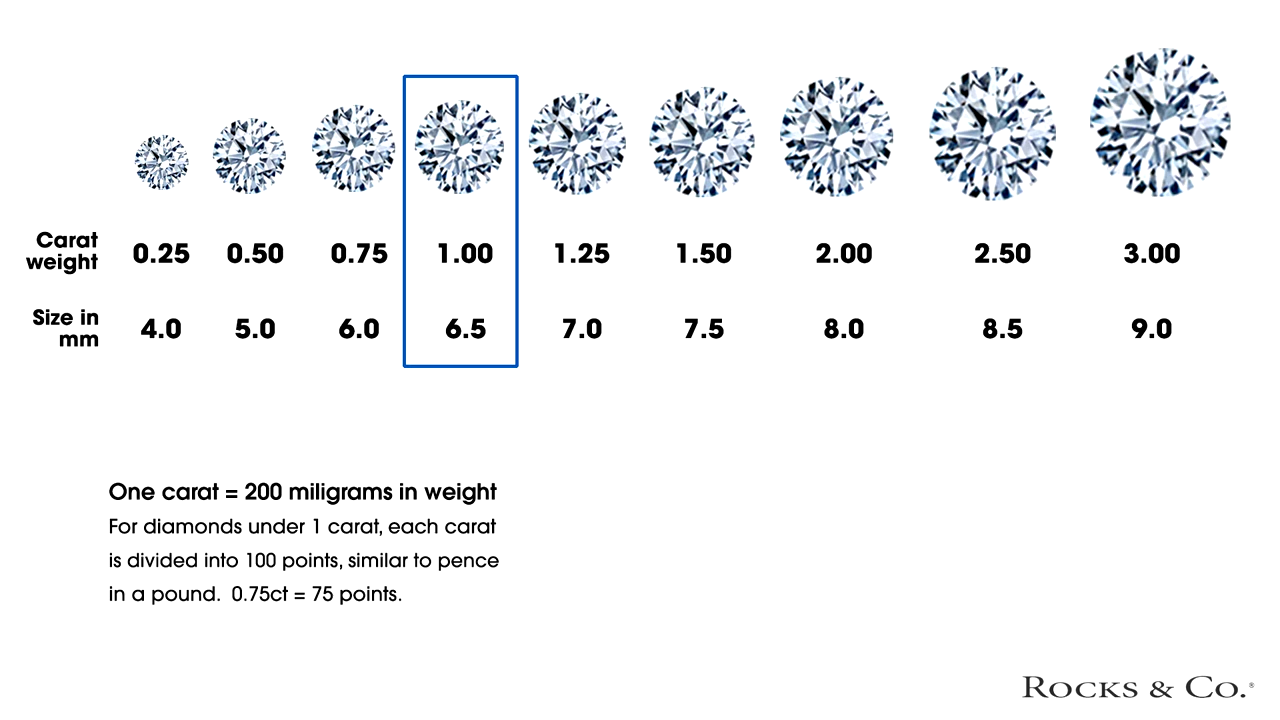 Carat weight 0.25 0.50 0.75 1.00 1.25 1.50 2.00 2.50 3.00
Size in mm 4.0 5.0 6.0 6.5 7.0 7.5 8.0 8.5 9.0
One carat = 200 miligrams in weight
For diamonds under 1 carat, each carat
is divided into 100 points, similar to pence
in a pound. 0.75ct = 75 points.
Rocks & Co.®